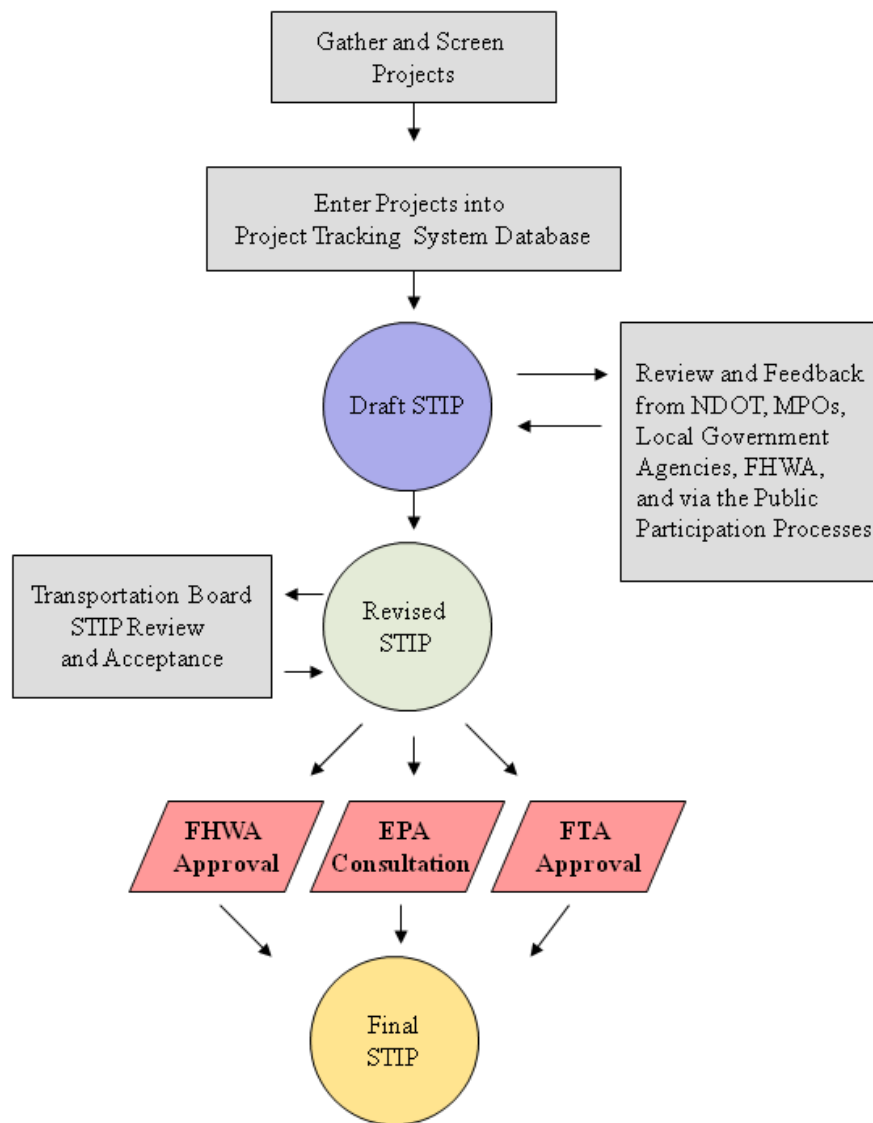 Gather and Screen
Projects
Enter Projects into
Project Tracking System Database
Draft STIP
Review and Feedback
from NDOT, MPOs,
Local Government
Agencies, FHWA,
and via the Public
Participation Processes
Transportation Board
STIP Review
and Acceptance
Revised
STIP
FHWA
Approval
EPA
Consultation
FTA
Approval
Final
STIP